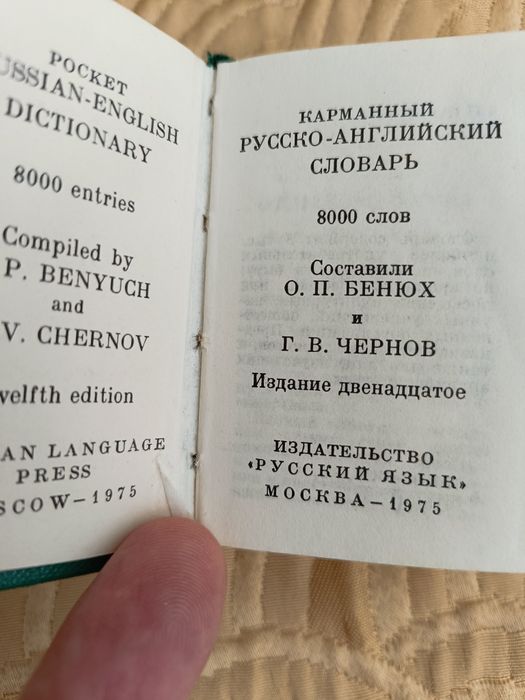 POCKET
USSIAN-ENGLISH
DICTIONARY
8000 entries
Compiled by
P. BENYUCH
and
V. CHERNOV
welfth edition
AN LANGUAGE
PRESS
SCOW—1975
КАРМАННЫЙ
РУССКО-АНГЛИЙСКИЙ
СЛОВАРЬ
8000 слов
Составили
О. П. БЕНЮХ
и
Г. В. ЧЕРНОВ
Издание двенадцатое
ИЗДАТЕЛЬСТВО
«РУССКИЙ ЯЗЫК»
МОСКВА—1975